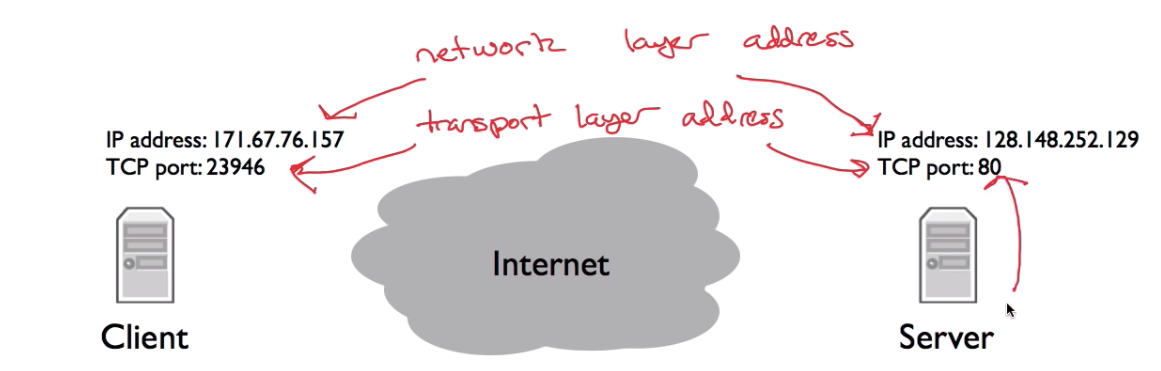 network layer address
transport layer address
IP address: 171.67.76.157
TCP port: 23946
IP address: 128.148.252.129
TCP port: 80
Internet
Client
Server